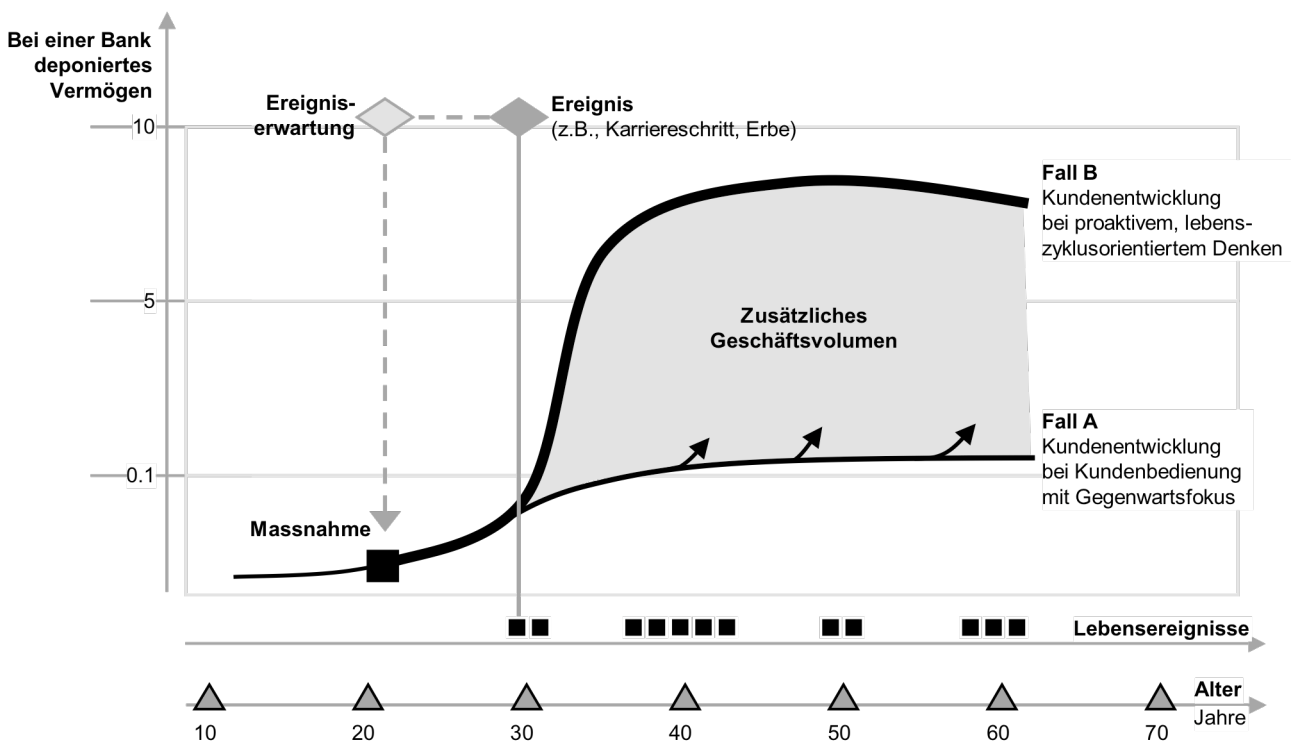 Bei einer Bank
deponiertes
Vermögen
Ereignis-
erwartung
Ereignis
(z.B., Karriereschritt, Erbe)
10
Fall B
Kundenentwicklung
bei proaktivem, lebens-
zyklusorientiertem Denken
5
Zusätzliches
Geschäftsvolumen
Fall A
Kundenentwicklung
bei Kundenbedienung
mit Gegenwartsfokus
0.1
Massnahme
Lebensereignisse
Alter
Jahre
10 20 30 40 50 60 70